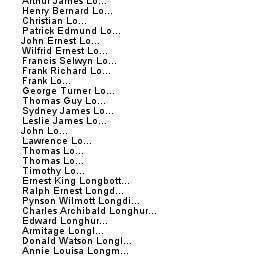 Arthur James Lo...
Henry Bernard Lo...
Christian Lo...
Patrick Edmund Lo...
John Ernest Lo...
Wilfrid Ernest Lo...
Francis Selwyn Lo...
Frank Richard Lo...
Frank Lo...
George Turner Lo...
Thomas Guy Lo...
Sydney James Lo...
Leslie James Lo...
John Lo...
Lawrence Lo...
Thomas Lo...
Thomas Lo...
Timothy Lo...
Ernest King Longbott...
Ralph Ernest Longd...
Pynson Wilmott Longdi...
Charles Archibald Longhur...
Edward Longhur...
Armitage Longl...
Donald Watson Longl...
Annie Louisa Longm...